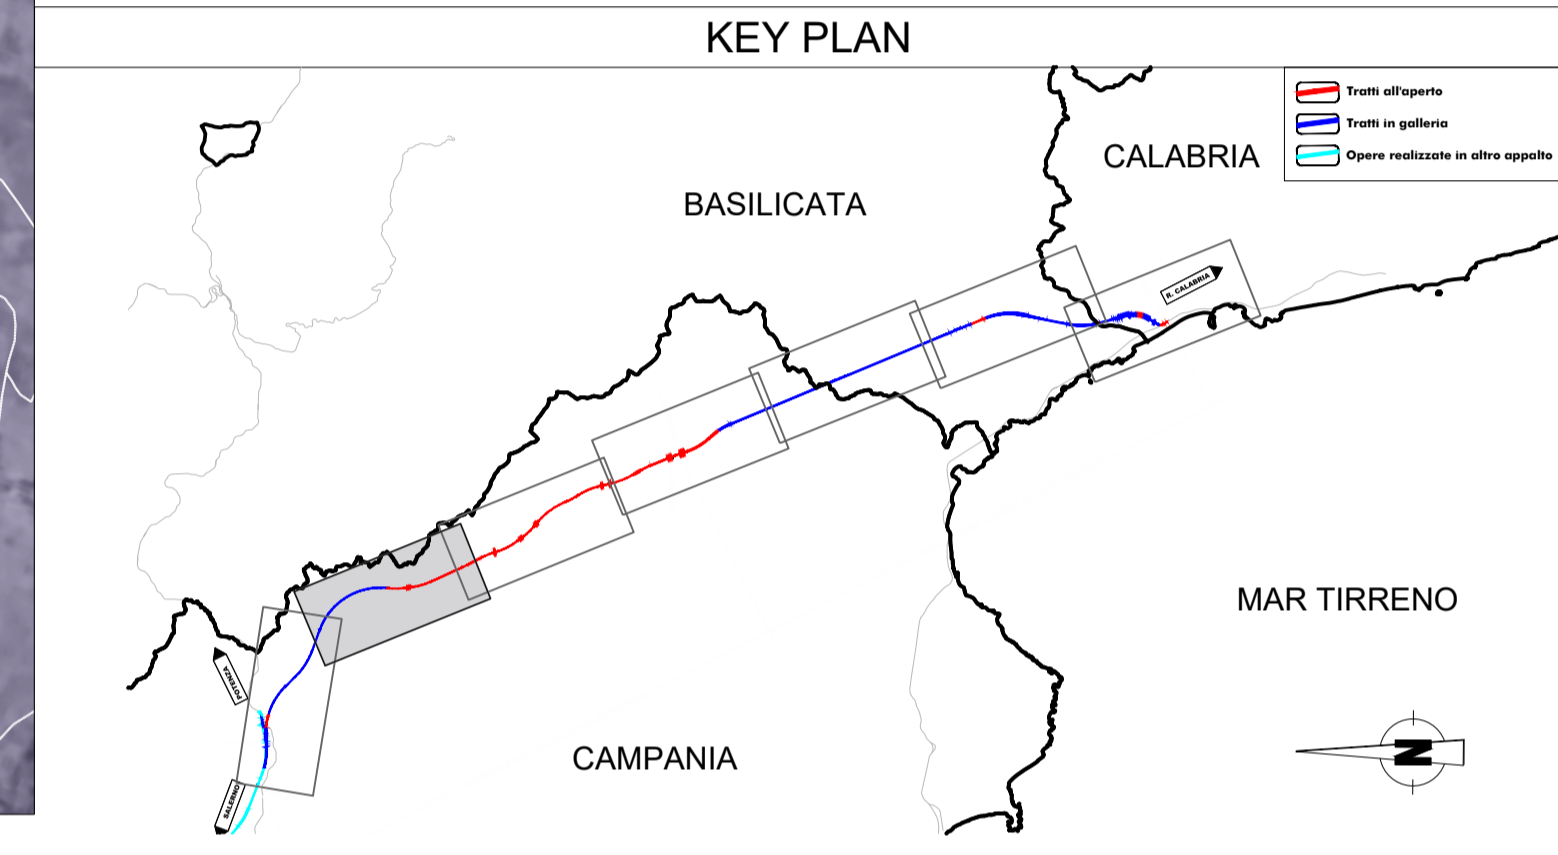 KEY PLAN
Tratti all'aperto
Tratti in galleria
Opere realizzate in altro appalto
CALABRIA
BASILICATA
R. CALABRIA
MAR TIRRENO
POTENZA
CAMPANIA
N
SALERNO